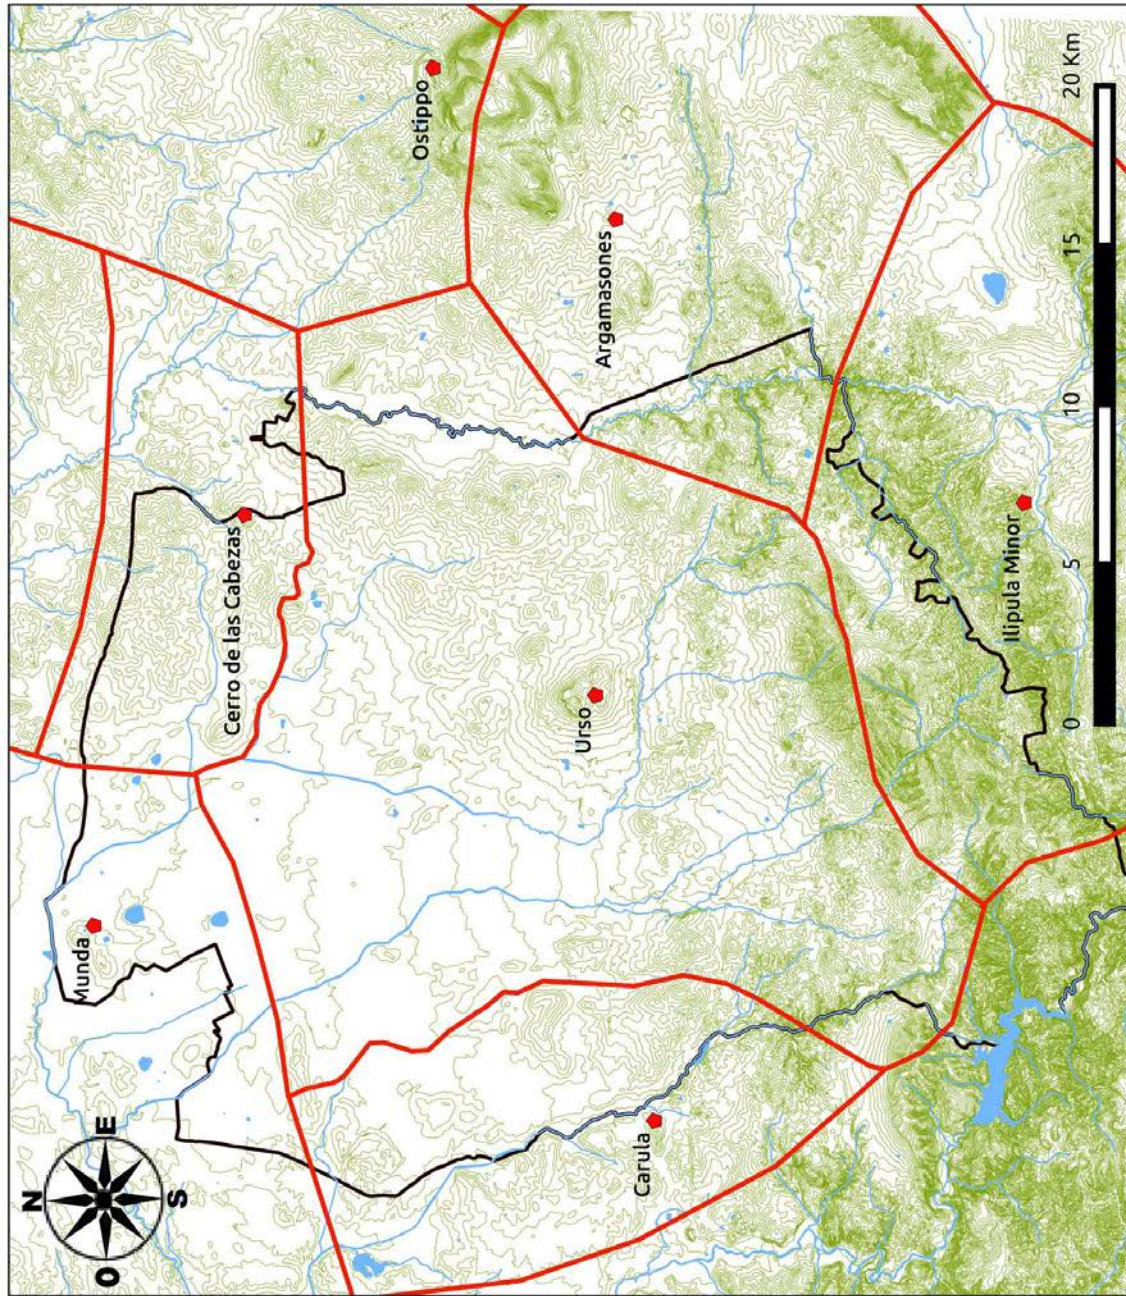 N
Munda
O E
S
Cerro de las Cabezas
Ostippo
Urso
Argamasones
Carula
Ilipula Minor
0 5 10 15 20 Km